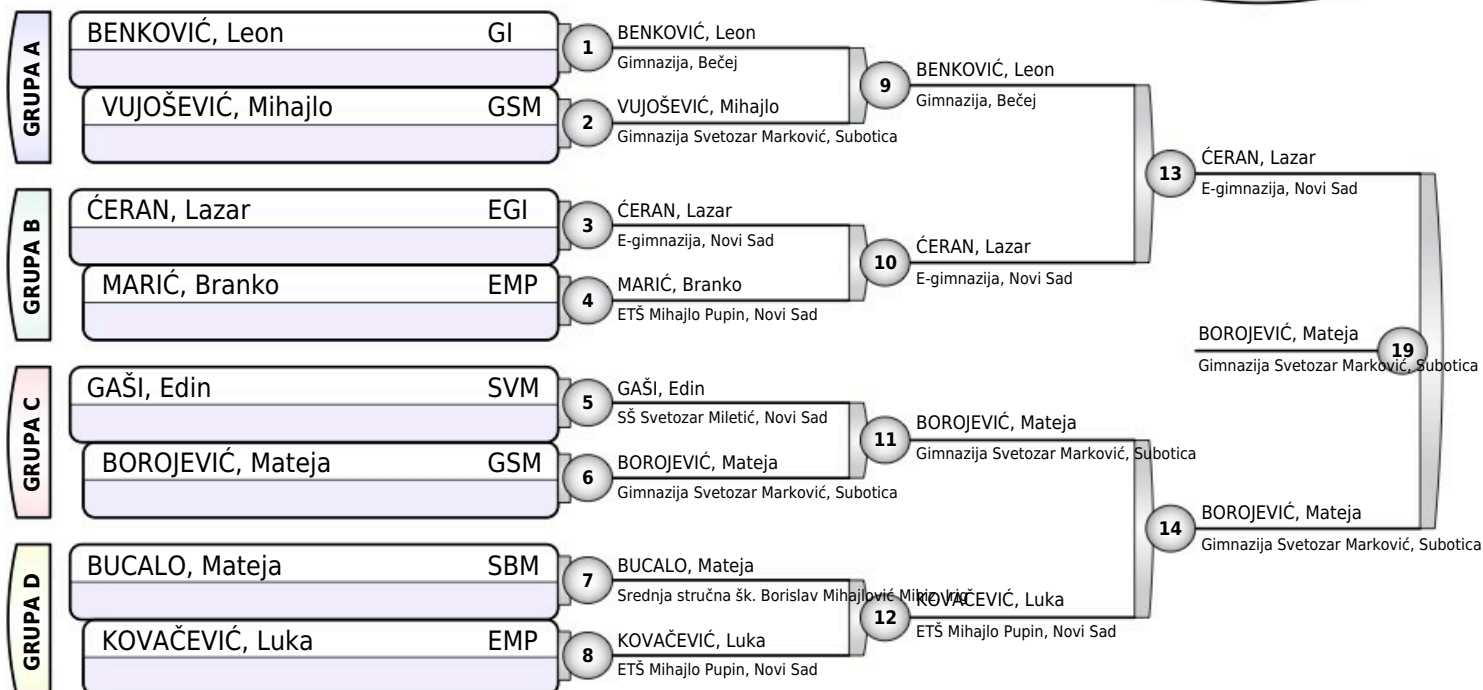 GRUPA A
BENKOVIĆ, Leon GI
VUJOŠEVIĆ, Mihajlo GSM
GRUPA B
ĆERAN, Lazar EGI
MARIĆ, Branko EMP
GRUPA C
GAŠI, Edin SVM
BOROJEVIĆ, Mateja GSM
GRUPA D
BUCALO, Mateja SBM
KOVAČEVIĆ, Luka EMP
1
BENKOVIĆ, Leon
Gimnazija, Bečej
2
VUJOŠEVIĆ, Mihajlo
Gimnazija Svetozar Marković, Subotica
3
ĆERAN, Lazar
E-gimnazija, Novi Sad
4
MARIĆ, Branko
ETŠ Mihajlo Pupin, Novi Sad
5
GAŠI, Edin
SŠ Svetozar Miletić, Novi Sad
6
BOROJEVIĆ, Mateja
Gimnazija Svetozar Marković, Subotica
7
BUCALO, Mateja
Srednja stručna šk. Borislav Mihajlović
8
KOVAČEVIĆ, Luka
ETŠ Mihajlo Pupin, Novi Sad
9
BENKOVIĆ, Leon
Gimnazija, Bečej
10
ĆERAN, Lazar
E-gimnazija, Novi Sad
11
BOROJEVIĆ, Mateja
Gimnazija Svetozar Marković, Subotica
12
KOVAČEVIĆ, Luka
ETŠ Mihajlo Pupin, Novi Sad
13
ĆERAN, Lazar
E-gimnazija, Novi Sad
14
BOROJEVIĆ, Mateja
Gimnazija Svetozar Marković, Subotica
BOROJEVIĆ, Mateja
19
Gimnazija Svetozar Marković, Subotica